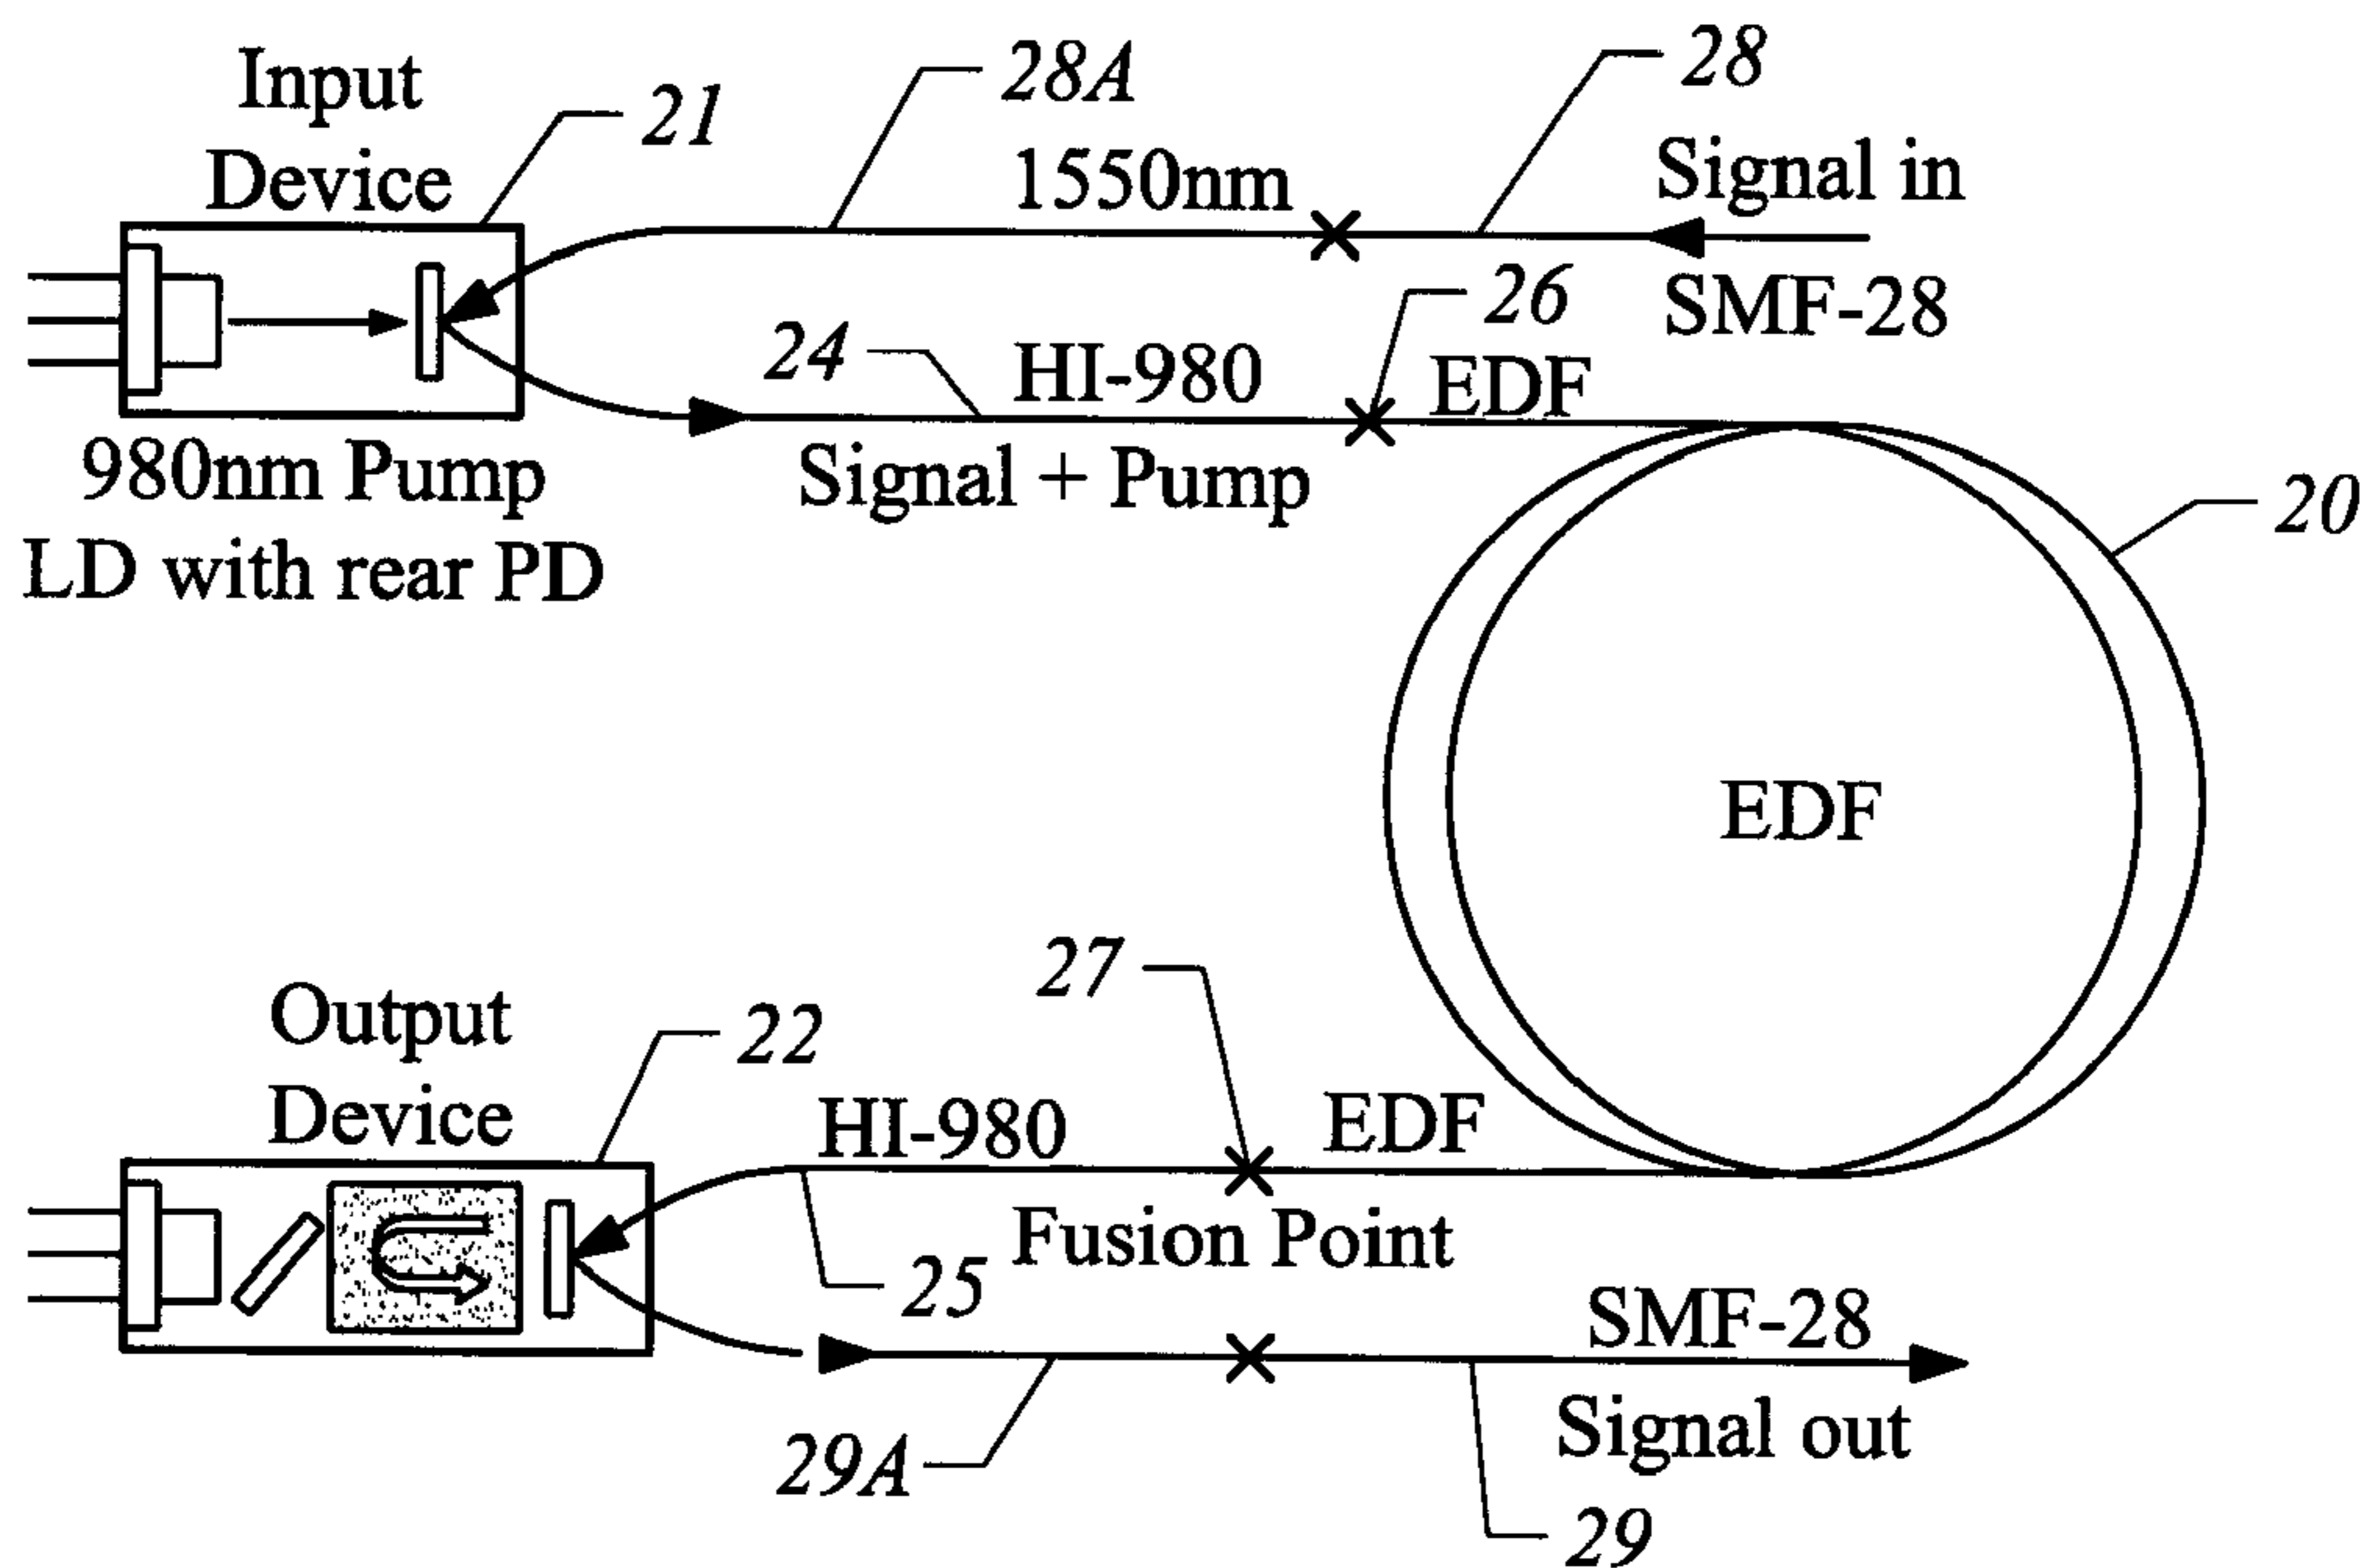 Input
Device
21
28A
1550nm
28
Signal in
SMF-28
24
HI-980
26
EDF
Signal + Pump
980nm Pump
LD with rear PD
20
EDF
Output
Device
22
27
HI-980
EDF
25
Fusion Point
SMF-28
Signal out
29A
29